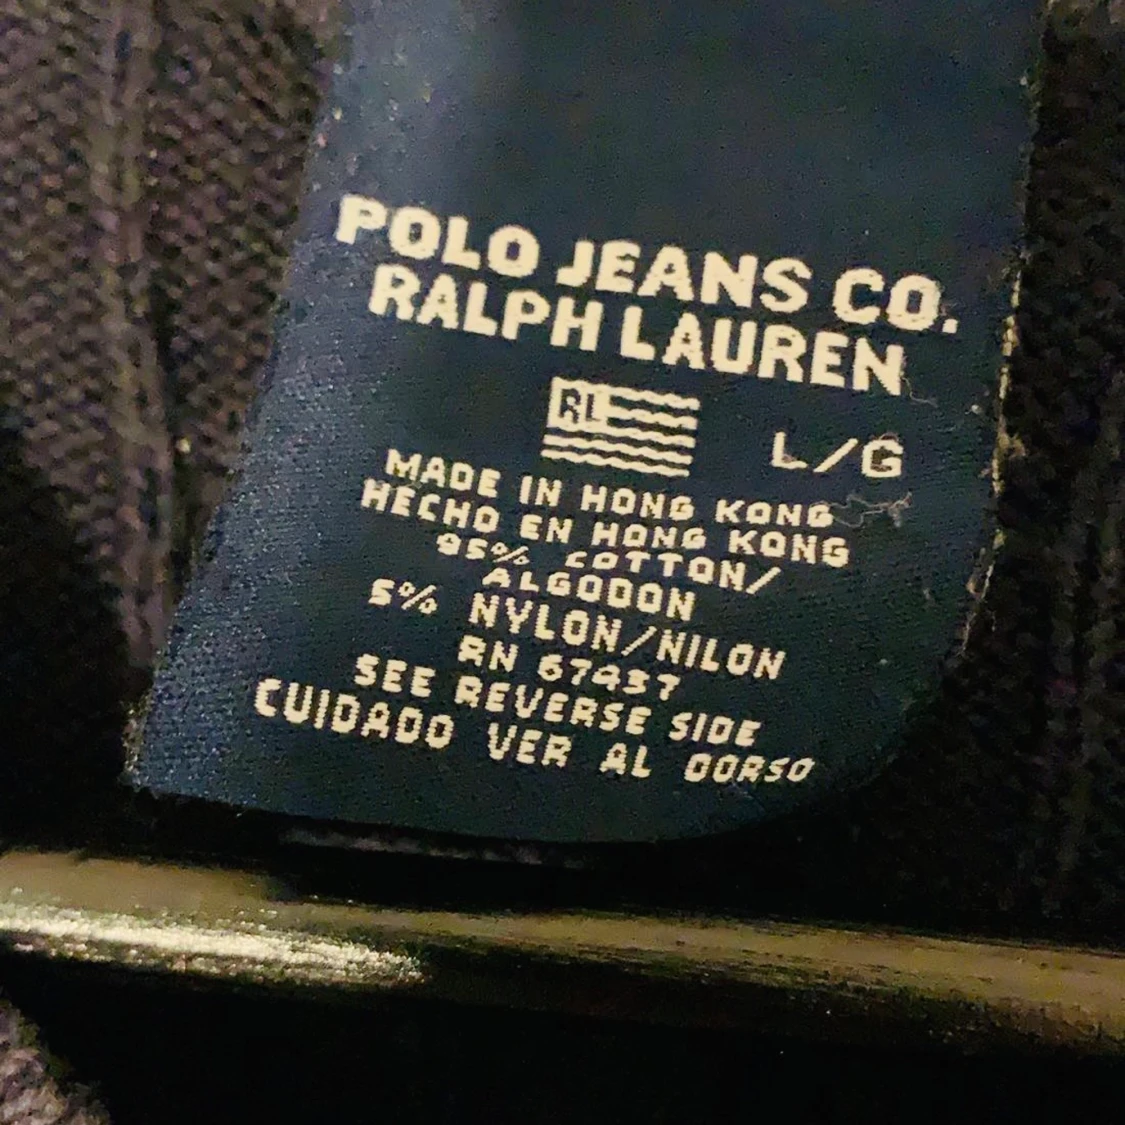 POLO JEANS CO.
RALPH LAUREN
RL
L/G
MADE IN HONG KONG
HECHO EN HONG KONG
95% COTTON/
ALGODON
5% NYLON/NILON
RN 67437
SEE REVERSE SIDE
CUIDADO VER AL DORSO